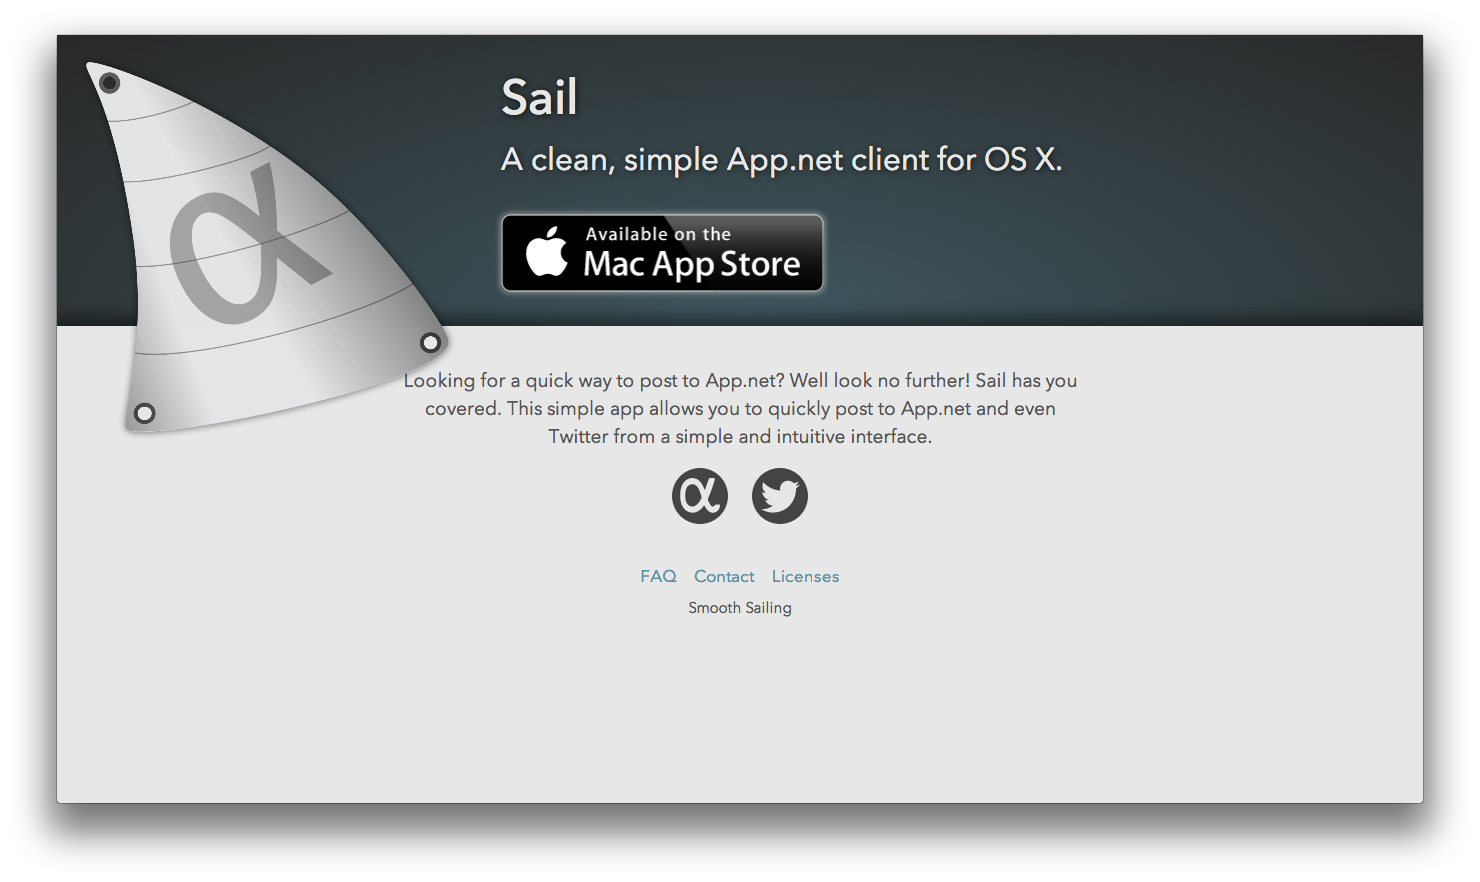 Sail
A clean, simple App.net client for OS X.
Available on the
Mac App Store
α
Looking for a quick way to post to App.net? Well look no further! Sail has you
covered. This simple app allows you to quickly post to App.net and even
Twitter from a simple and intuitive interface.
α
FAQ Contact Licenses
Smooth Sailing